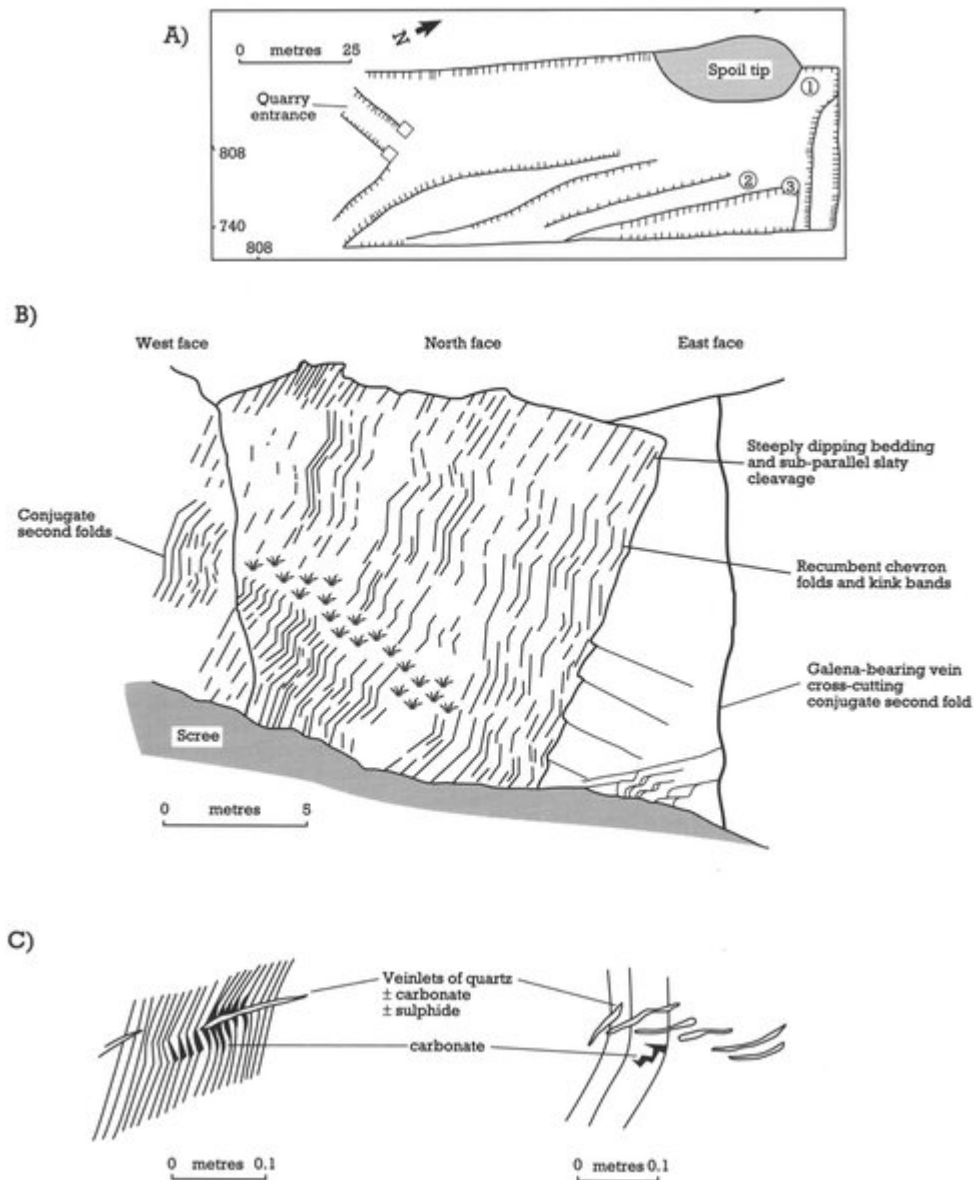 A)
N
0 metres 25
Spoil tip
1
Quarry
entrance
808
2
3
740
808
B)
West face
North face
East face
Steeply dipping bedding
and sub-parallel slaty
cleavage
Conjugate
second folds
Recumbent chevron
folds and kink bands
Galena-bearing vein
cross-cutting
conjugate second fold
Scree
0 metres 5
C)
Veinlets of quartz
± carbonate
± sulphide
carbonate
0 metres 0.1
0 metres 0.1